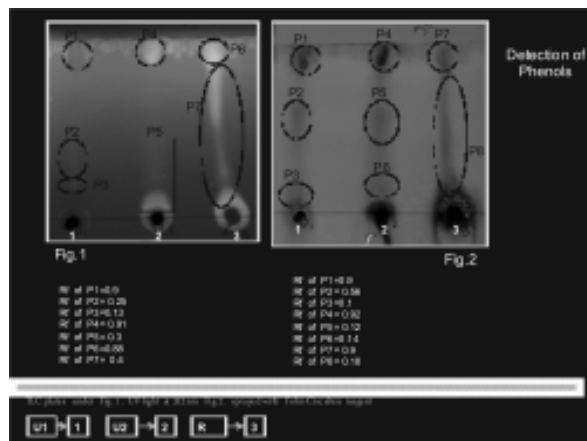 Detection of
Phenols
P1
P4
P6
P7
P2
P5
P3
1
2
3
Fig.1
P1
P4
P7
P2
P5
P3
P6
P8
1
2
3
Fig.2
Rf of P1=0.9
Rf of P2= 0.25
Rf of P3=0.13
Rf of P4= 0.91
Rf of P5= 0.3
Rf of P6=0.88
Rf of P7= 0.4
Rf of P1=0.9
Rf of P2= 0.56
Rf of P3=0.1
Rf of P4= 0.92
Rf of P5= 0.12
Rf of P6= 0.14
Rf of P7= 0.9
Rf of P8= 0.18
U1 1 U2 2 R 3